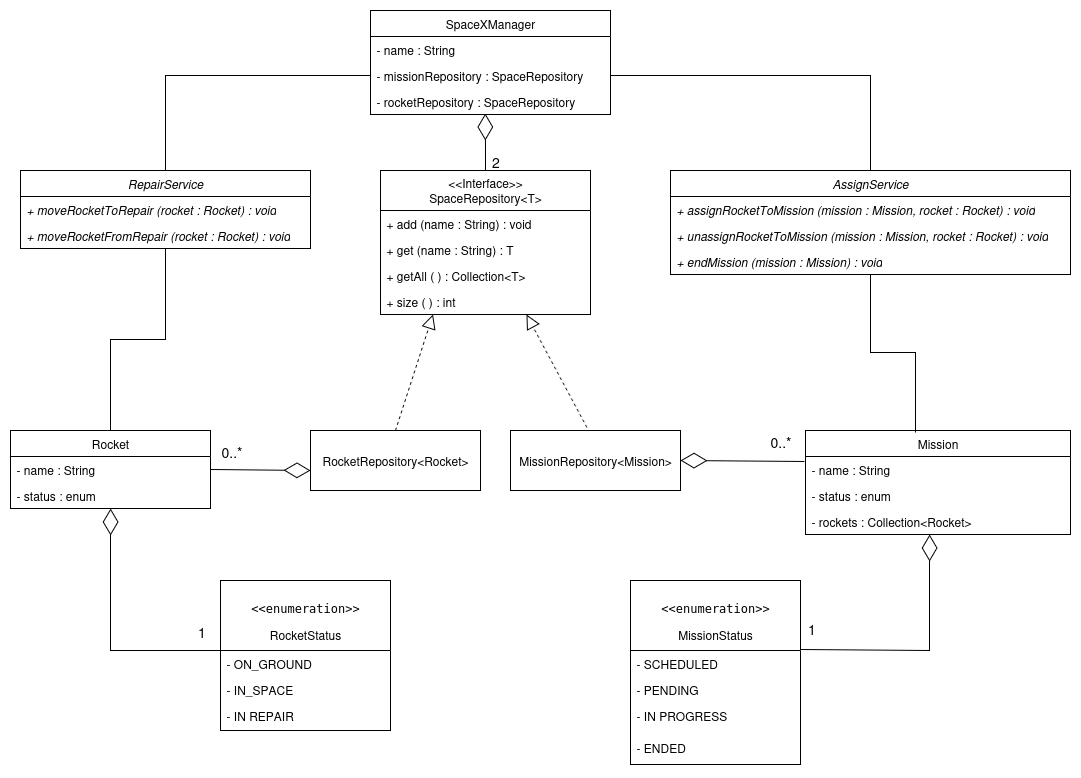 SpaceXManager
- name : String
- missionRepository : SpaceRepository
- rocketRepository : SpaceRepository
2
RepairService
+ moveRocketToRepair (rocket : Rocket) : void
+ moveRocketFromRepair (rocket : Rocket) : void
<<Interface>>
SpaceRepository<T>
+ add (name : String) : void
+ get (name : String) : T
+ getAll ( ) : Collection<T>
+ size ( ) : int
AssignService
+ assignRocketToMission (mission : Mission, rocket : Rocket) : void
+ unassignRocketToMission (mission : Mission, rocket : Rocket) : void
+ endMission (mission : Mission) : void
Rocket
- name : String
- status : enum
0..*
RocketRepository<Rocket>
MissionRepository<Mission>
0..*
Mission
- name : String
- status : enum
- rockets : Collection<Rocket>
1
<<enumeration>>
RocketStatus
- ON_GROUND
- IN_SPACE
- IN REPAIR
<<enumeration>>
MissionStatus
- SCHEDULED
- PENDING
- IN PROGRESS
- ENDED
1